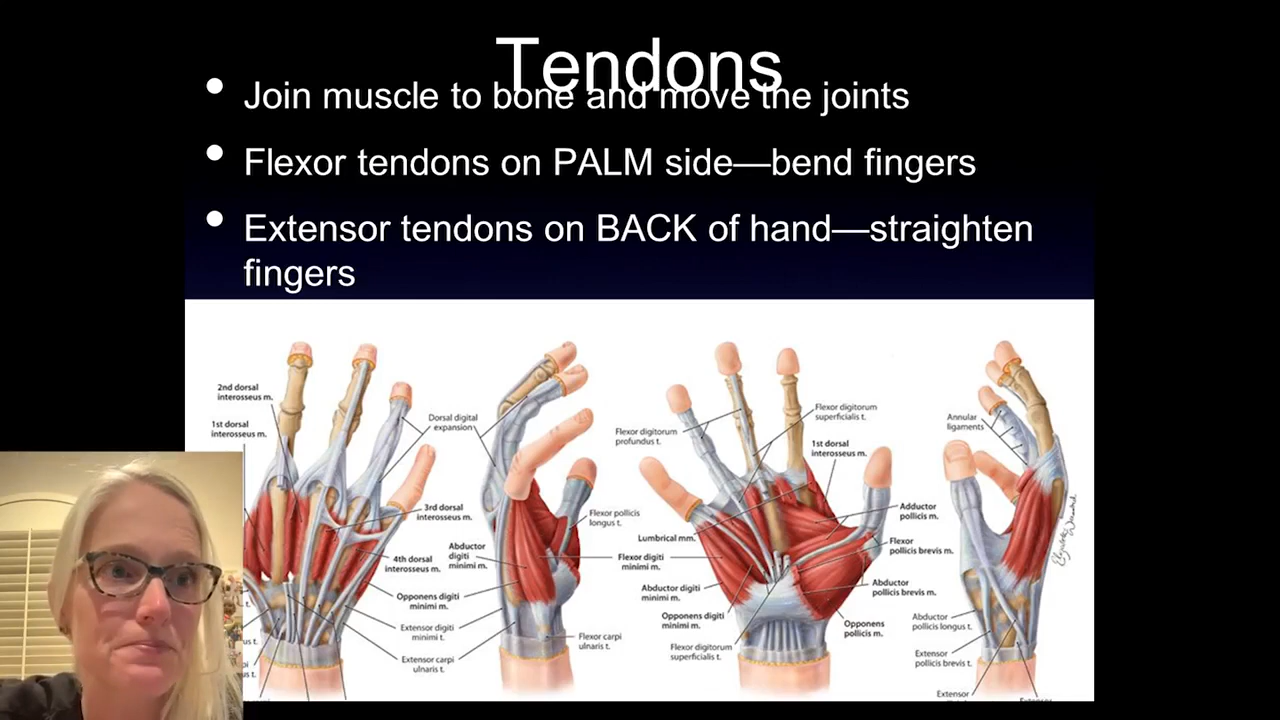 Tendons
• Join muscle to bone and move the joints
• Flexor tendons on PALM side—bend fingers
• Extensor tendons on BACK of hand—straighten
fingers
2nd dorsal
interosseus m.
1st dorsal
interosseus m.
Dorsal digital
expansion
3rd dorsal
interosseus m.
4th dorsal
interosseus m.
Abductor
digiti
minimi m.
Opponens digiti
minimi m.
Extensor digiti
minimi t.
Extensor carpi
ulnaris t.
Flexor pollicis
longus t.
Flexor digiti
minimi m.
Flexor carpi
ulnaris t.
Flexor digitorum
profundus t.
Flexor digitorum
superficialis t.
1st dorsal
interosseus m.
Lumbrical mm.
Abductor digiti
minimi m.
Opponens digiti
minimi m.
Flexor digitorum
superficialis t.
Adductor
pollicis m.
Flexor
pollicis brevis m.
Abductor
pollicis brevis m.
Opponens
pollicis m.
Annular
ligaments
Abductor
pollicis longus t.
Extensor
pollicis brevis t.
Extensor